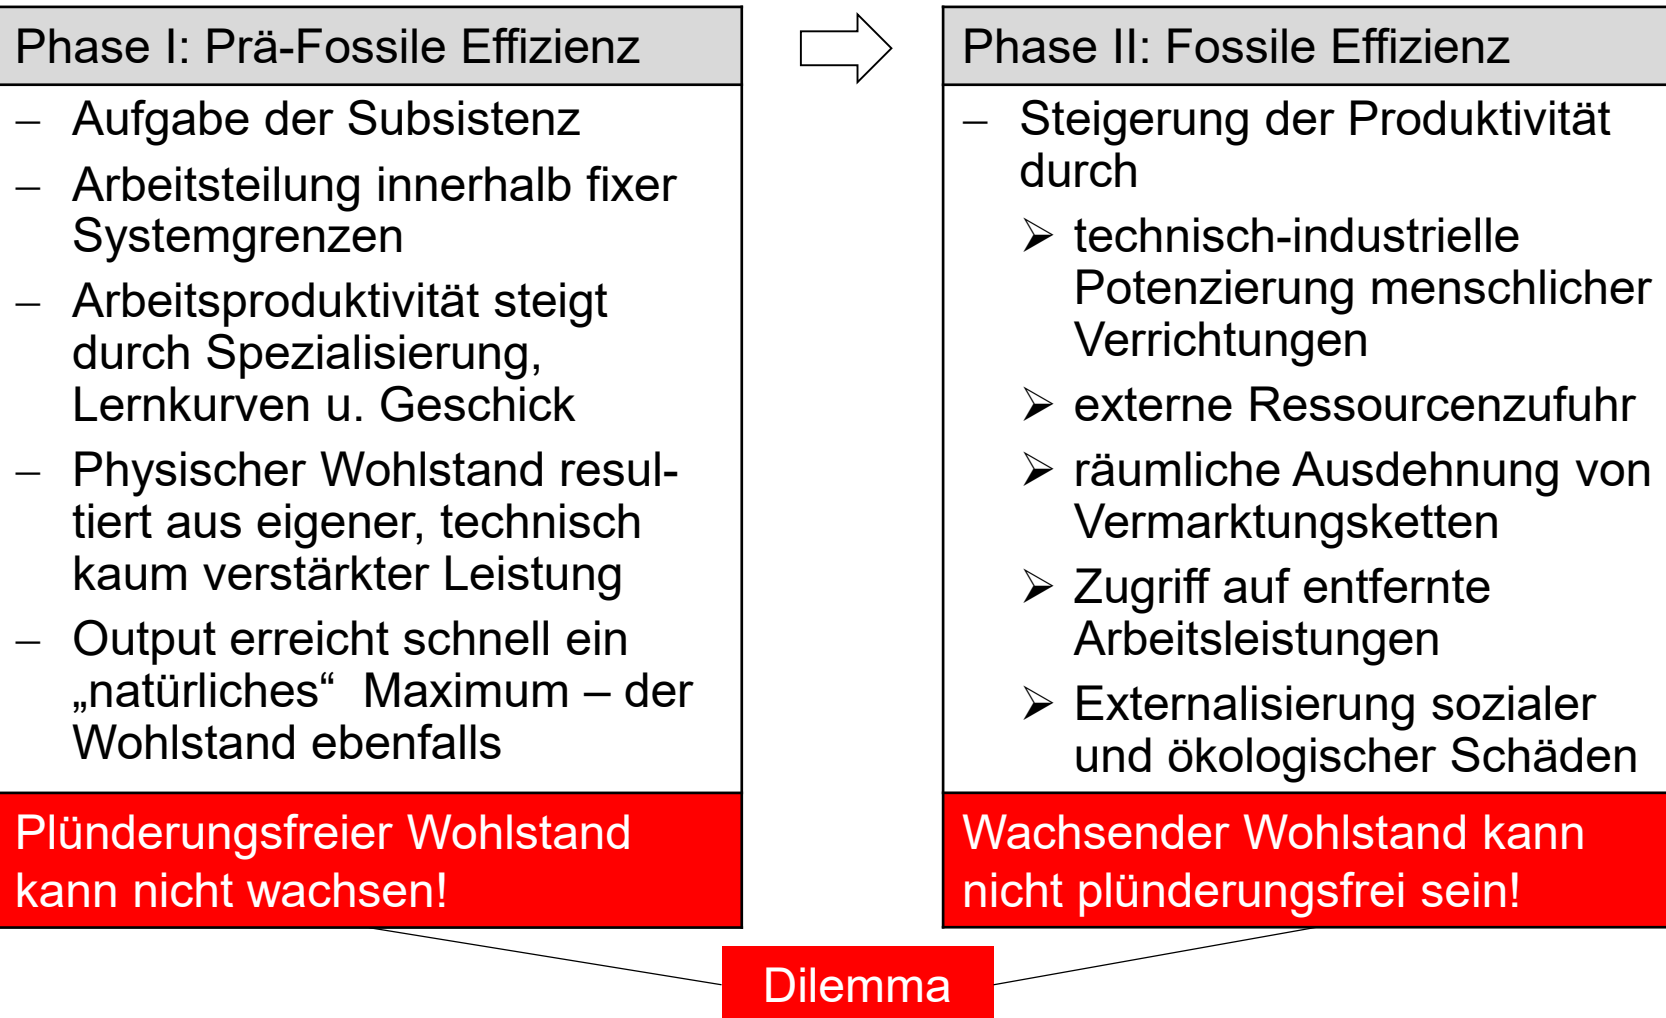 Phase I: Prä-Fossile Effizienz
– Aufgabe der Subsistenz
– Arbeitsteilung innerhalb fixer
Systemgrenzen
– Arbeitsproduktivität steigt
durch Spezialisierung,
Lernkurven u. Geschick
– Physischer Wohlstand resul-
tiert aus eigener, technisch
kaum verstärkter Leistung
– Output erreicht schnell ein
„natürliches“ Maximum – der
Wohlstand ebenfalls
Plünderungsfreier Wohlstand
kann nicht wachsen!
Phase II: Fossile Effizienz
– Steigerung der Produktivität
durch
➢ technisch-industrielle
Potenzierung menschlicher
Verrichtungen
➢ externe Ressourcenzufuhr
➢ räumliche Ausdehnung von
Vermarktungsketten
➢ Zugriff auf entfernte
Arbeitsleistungen
➢ Externalisierung sozialer
und ökologischer Schäden
Wachsender Wohlstand kann
nicht plünderungsfrei sein!
Dilemma